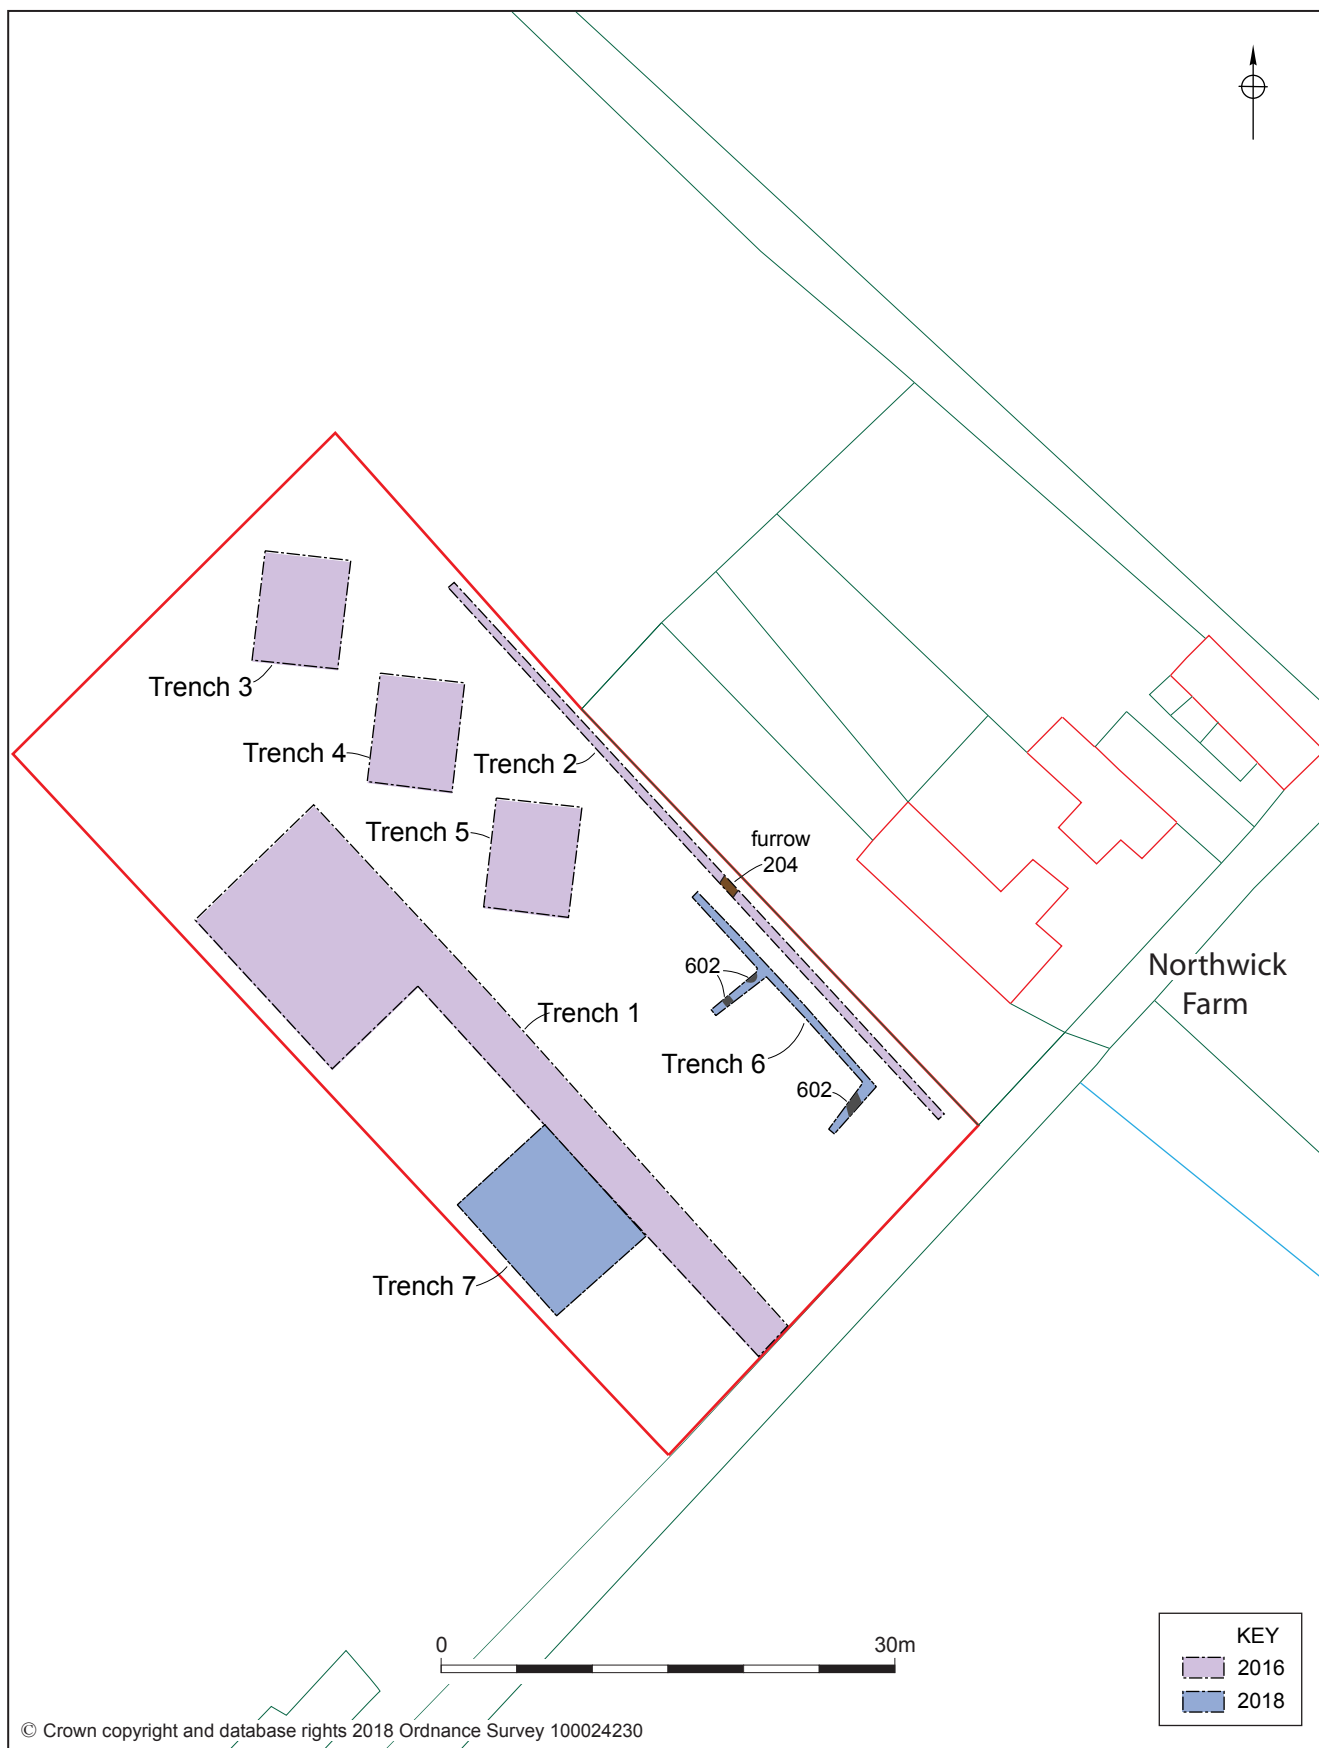 Trench 3
Trench 4
Trench 2
Trench 5
furrow
204
602
Northwick
Farm
Trench 1
Trench 6
602
Trench 7
0
30m
KEY
2016
2018
© Crown copyright and database rights 2018 Ordnance Survey 100024230